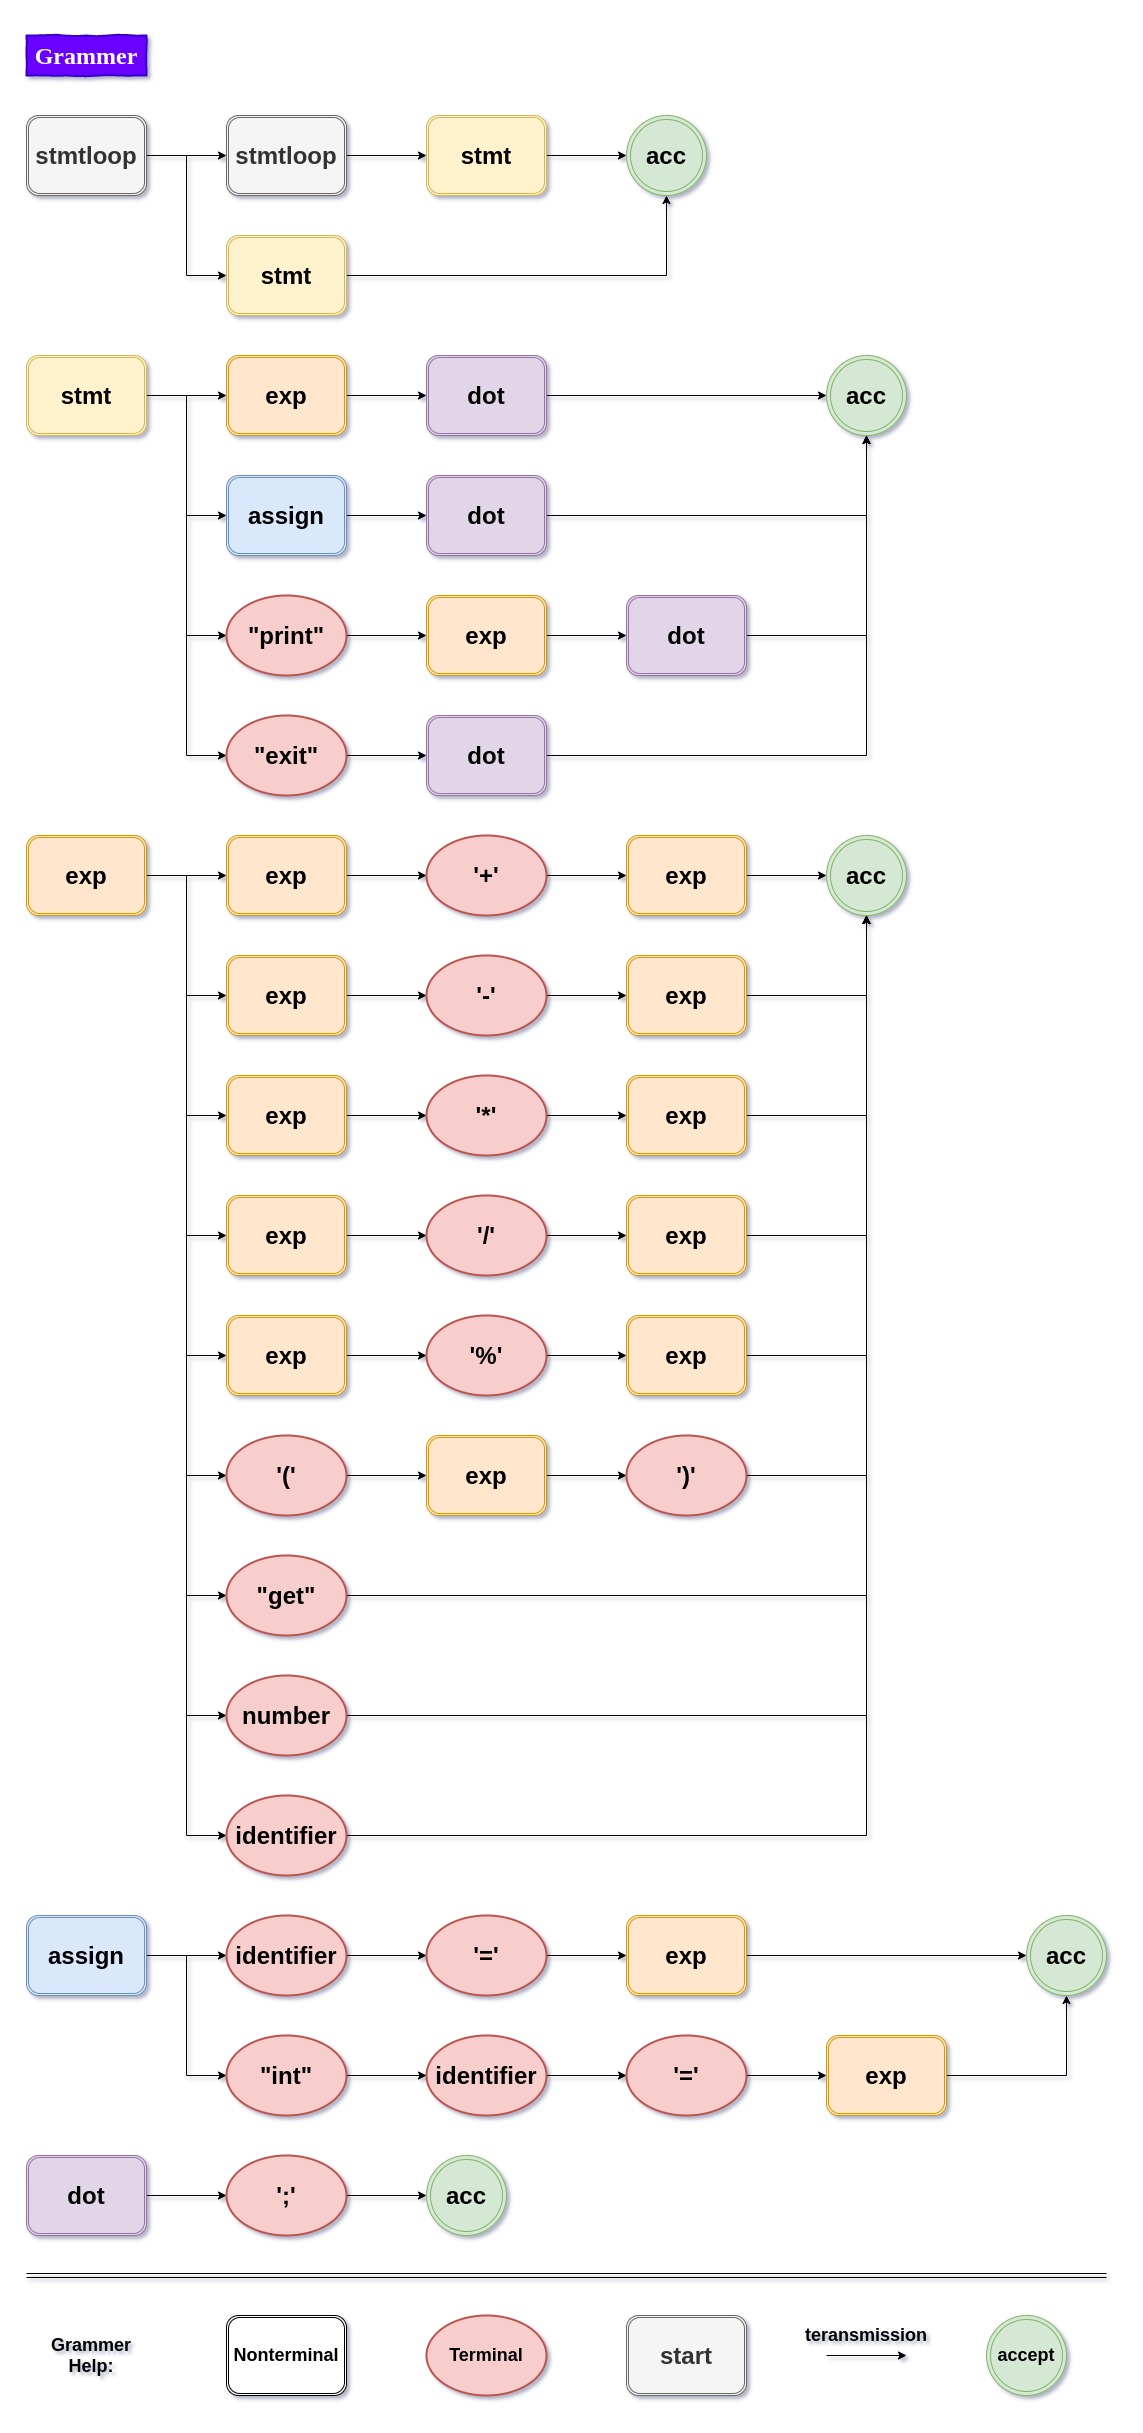 Grammer
stmtloop stmtloop stmt acc
stmt
stmt exp dot acc
assign dot
"print" exp dot
"exit" dot
exp exp '+' exp acc
exp '-' exp
exp '*' exp
exp '/' exp
exp '%' exp
'(' exp ')'
"get"
number
identifier
assign identifier '=' exp acc
"int" identifier '=' exp
dot ';' acc
Grammer
Help:
Nonterminal
Terminal
start
teransmission
accept